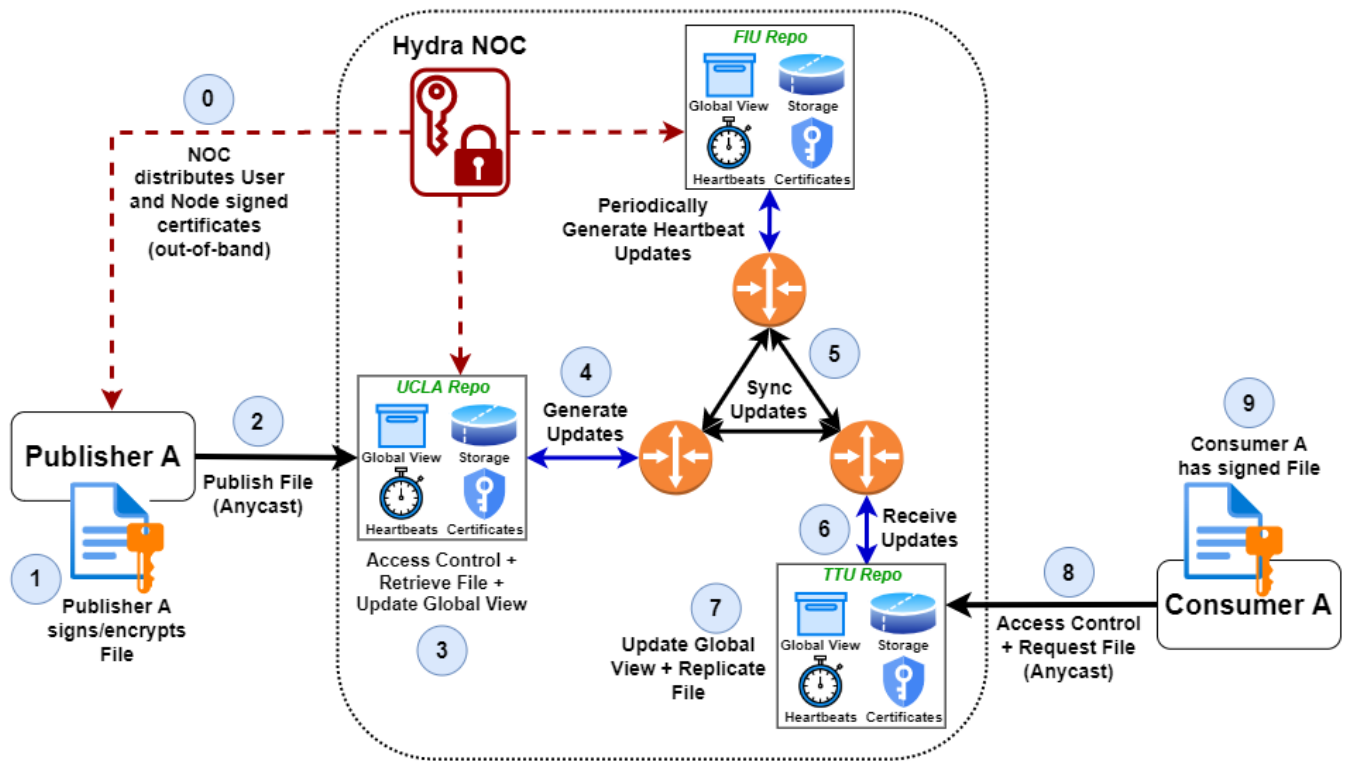 Hydra NOC
0
NOC
distributes User
and Node signed
certificates
(out-of-band)
FIU Repo
Global View
Storage
Heartbeats
Certificates
Periodically
Generate Heartbeat
Updates
5
Sync
Updates
Publisher A
1
Publisher A
signs/encrypts
File
2
Publish File
(Anycast)
UCLA Repo
Global View
Storage
Heartbeats
Certificates
Access Control +
Retrieve File +
Update Global View
3
4
Generate
Updates
6
Receive
Updates
7
Update Global
View + Replicate
File
TTU Repo
Global View
Storage
Heartbeats
Certificates
8
Access Control
+ Request File
(Anycast)
9
Consumer A
has signed File
Consumer A